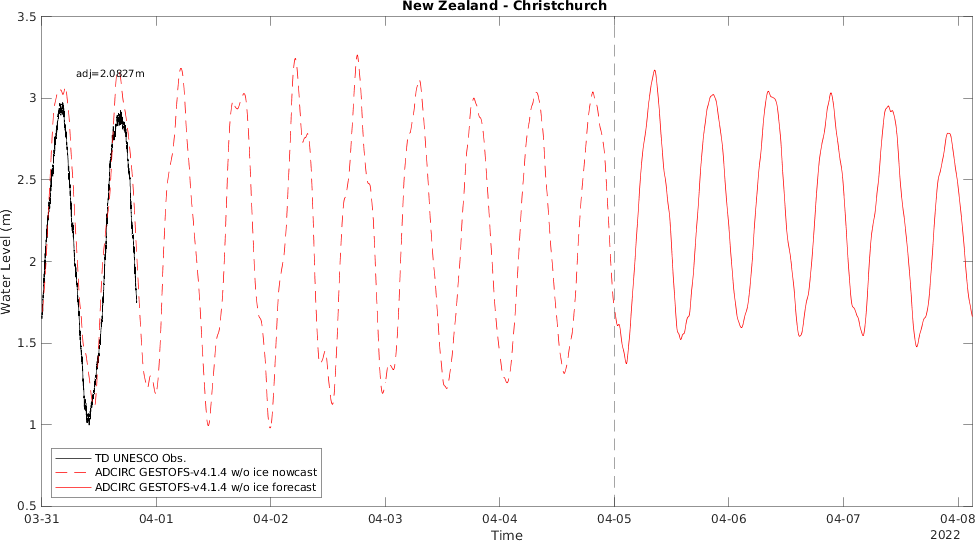 New Zealand - Christchurch
3.5
adj=2.0827m
3
2.5
2
1.5
1
0.5
Water Level (m)
TD UNESCO Obs.
ADCIRC GESTOFS-v4.1.4 w/o ice nowcast
ADCIRC GESTOFS-v4.1.4 w/o ice forecast
03-31 04-01 04-02 04-03 04-04 04-05 04-06 04-07 04-08
Time
2022